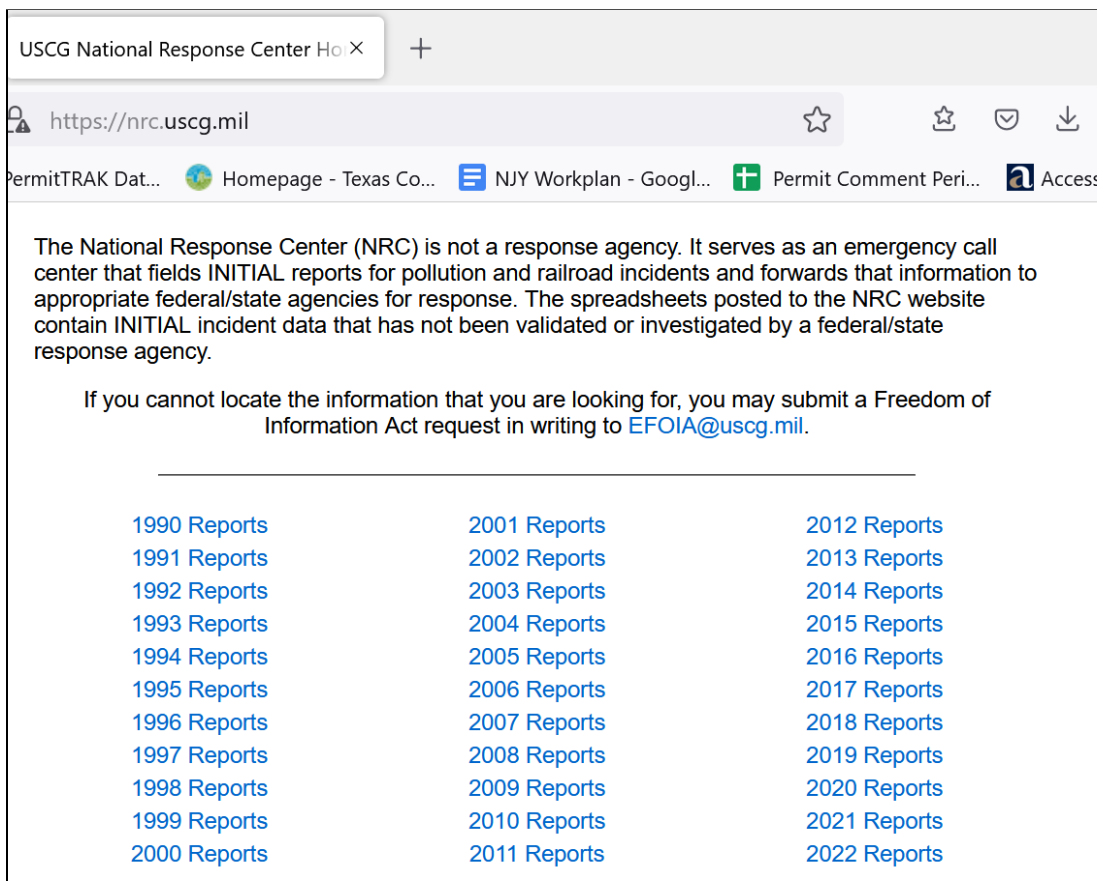 USCG National Response Center Ho
https://nrc.uscg.mil
PermitTRAK Dat... Homepage - Texas Co... NJY Workplan - Googl... Permit Comment Peri... a Access
The National Response Center (NRC) is not a response agency. It serves as an emergency call
center that fields INITIAL reports for pollution and railroad incidents and forwards that information to
appropriate federal/state agencies for response. The spreadsheets posted to the NRC website
contain INITIAL incident data that has not been validated or investigated by a federal/state
response agency.
If you cannot locate the information that you are looking for, you may submit a Freedom of
Information Act request in writing to EFOIA@uscg.mil.
1990 Reports 2001 Reports 2012 Reports
1991 Reports 2002 Reports 2013 Reports
1992 Reports 2003 Reports 2014 Reports
1993 Reports 2004 Reports 2015 Reports
1994 Reports 2005 Reports 2016 Reports
1995 Reports 2006 Reports 2017 Reports
1996 Reports 2007 Reports 2018 Reports
1997 Reports 2008 Reports 2019 Reports
1998 Reports 2009 Reports 2020 Reports
1999 Reports 2010 Reports 2021 Reports
2000 Reports 2011 Reports 2022 Reports